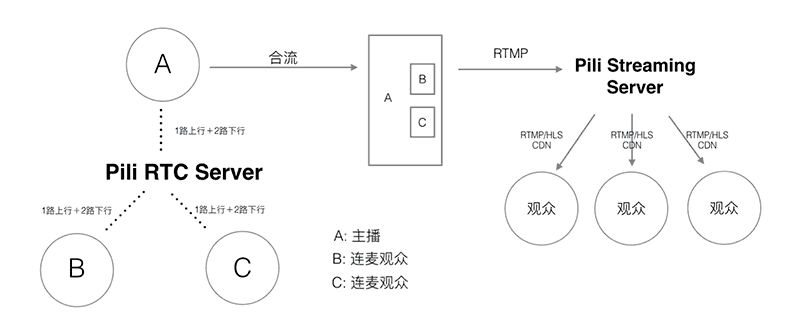 A
合流
A
B
C
RTMP
Pili Streaming
Server
1路上行+2路下行
Pili RTC Server
1路上行+2路下行
1路上行+2路下行
B
C
RTMP/HLS
CDN
RTMP/HLS
CDN
RTMP/HLS
CDN
观众
观众
观众
A: 主播
B: 连麦观众
C: 连麦观众